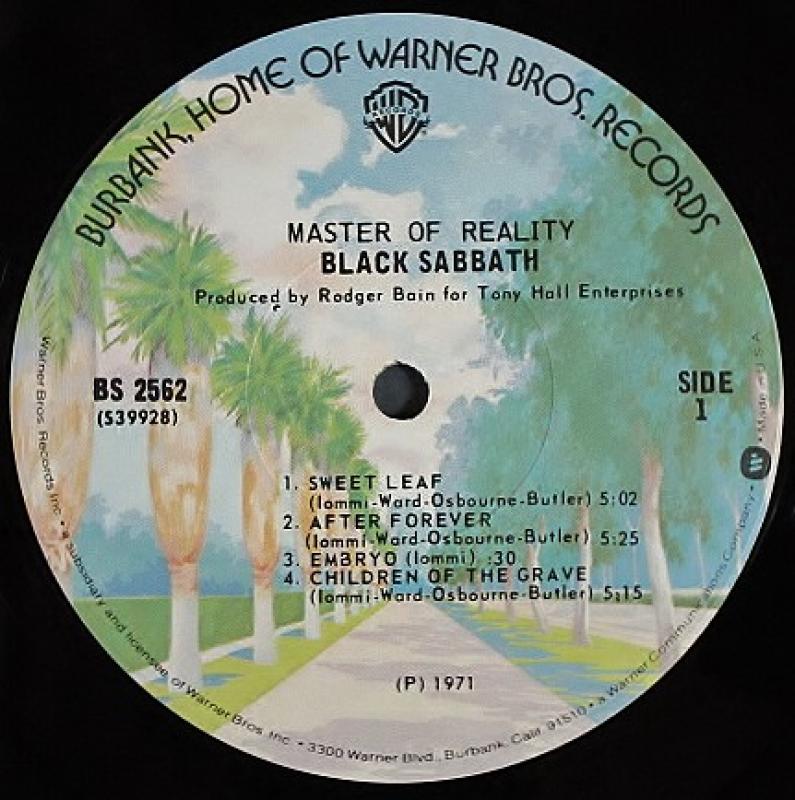 BURBANK, HOME OF WARNER BROS. RECORDS
WB
RECORDS
MASTER OF REALITY
BLACK SABBATH
Produced by Rodger Bain for Tony Hall Enterprises
BS 2562
(S39928)
SIDE
1
1. SWEET LEAF
(Iommi-Ward-Osbourne-Butler) 5:02
2. AFTER FOREVER
(Iommi-Ward-Osbourne-Butler) 5:25
3. EMBRYO (Iommi) :30
4. CHILDREN OF THE GRAVE
(Iommi-Ward-Osbourne-Butler) 5:15
(P) 1971
Warner Bros. Records Inc. • a Subsidiary and licensee of Warner Bros. Inc. • 3300 Warner Blvd., Burbank, Calif. 91510 • a Warner Communications Company • W • Made in U S A